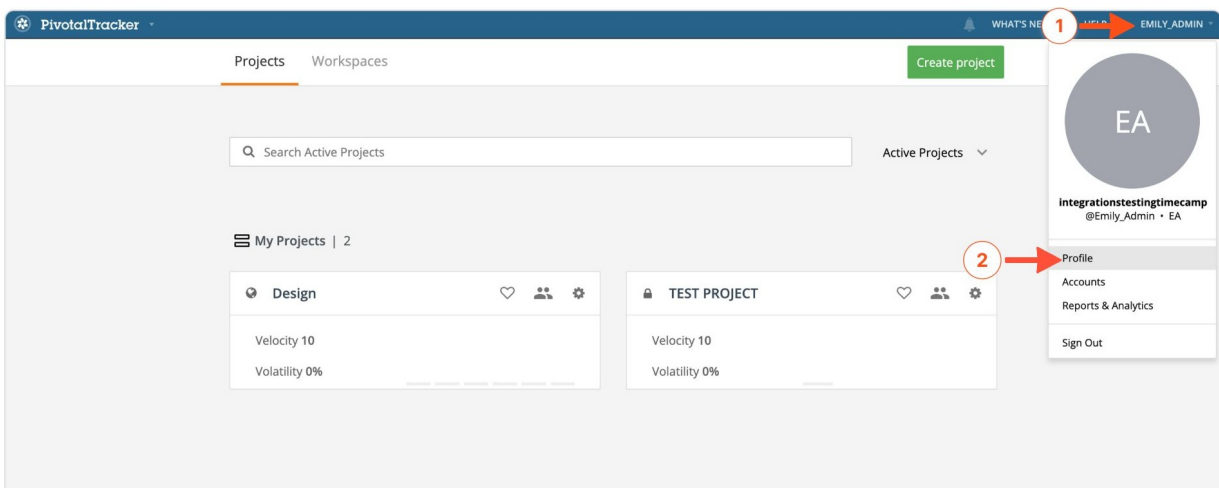 PivotalTracker
WHAT'S NE
1
HELP
EMILY_ADMIN
Projects
Workspaces
Create project
EA
Search Active Projects
Active Projects
integrationstestingtimecamp
@Emily_Admin • EA
My Projects | 2
2
Profile
Accounts
Reports & Analytics
Sign Out
Design
Velocity 10
Volatility 0%
TEST PROJECT
Velocity 10
Volatility 0%